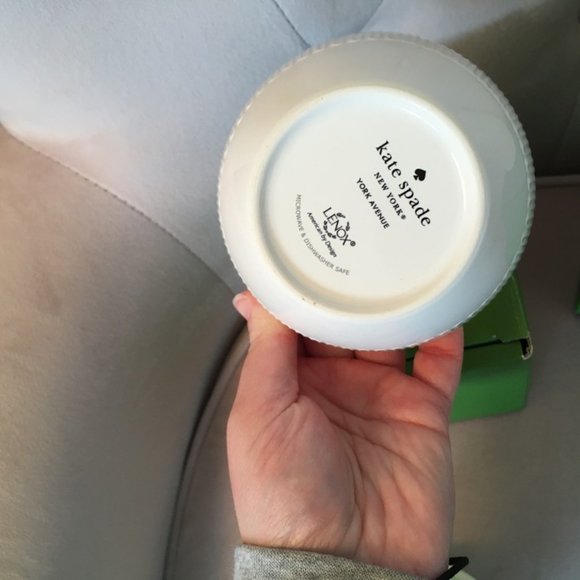 kate spade
NEW YORK®
YORK AVENUE
LENOX®
American by Design
MICROWAVE & DISHWASHER SAFE